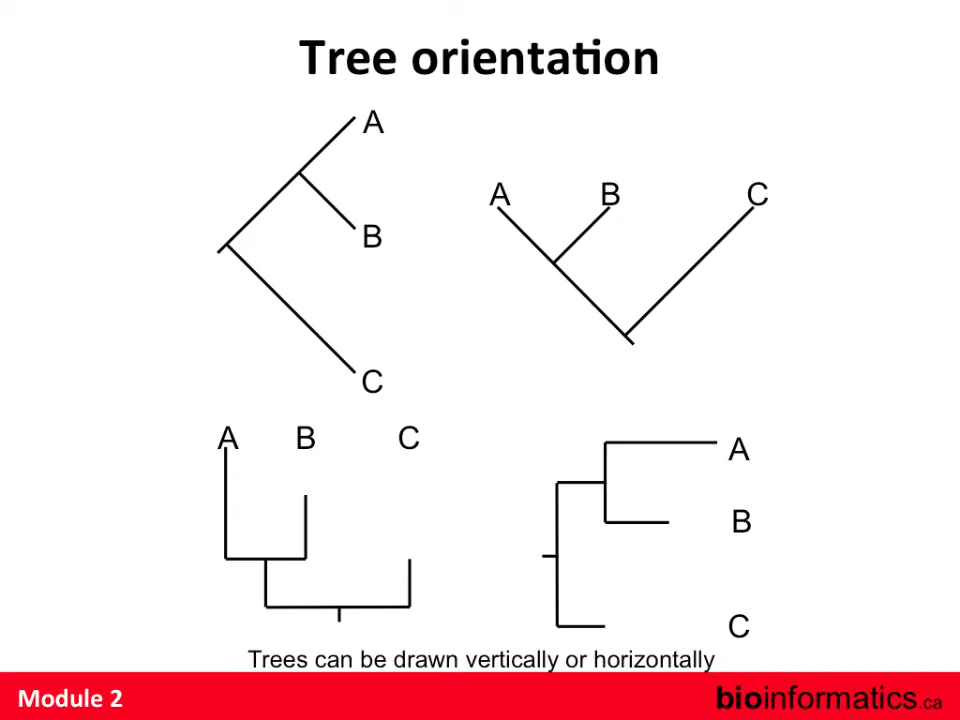 Tree orientation
A
B
C
A B C
A B C
A
B
C
Trees can be drawn vertically or horizontally
Module 2
bioinformatics.ca